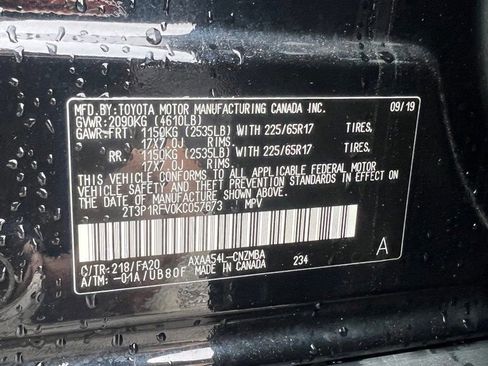 MFD.BY:TOYOTA MOTOR MANUFACTURING CANADA INC. 09/19
GVWR:2090KG (4610LB)
GAWR:FRT. 1150KG (2535LB) WITH 225/65R17 TIRES,
17X7.0J RIMS,
RR. 1150KG (2535LB) WITH 225/65R17 TIRES,
17X7.0J RIMS,
THIS VEHICLE CONFORMS TO ALL APPLICABLE FEDERAL MOTOR
VEHICLE SAFETY AND THEFT PREVENTION STANDARDS IN EFFECT ON
THE DATE OF MANUFACTURE SHOWN ABOVE.
2T3P1RFV0KC057673 MPV
C/TR:218/FA20 AXAA54L-CNZMBA A
A/TM:-01A/UB80F MADE IN CANADA 234